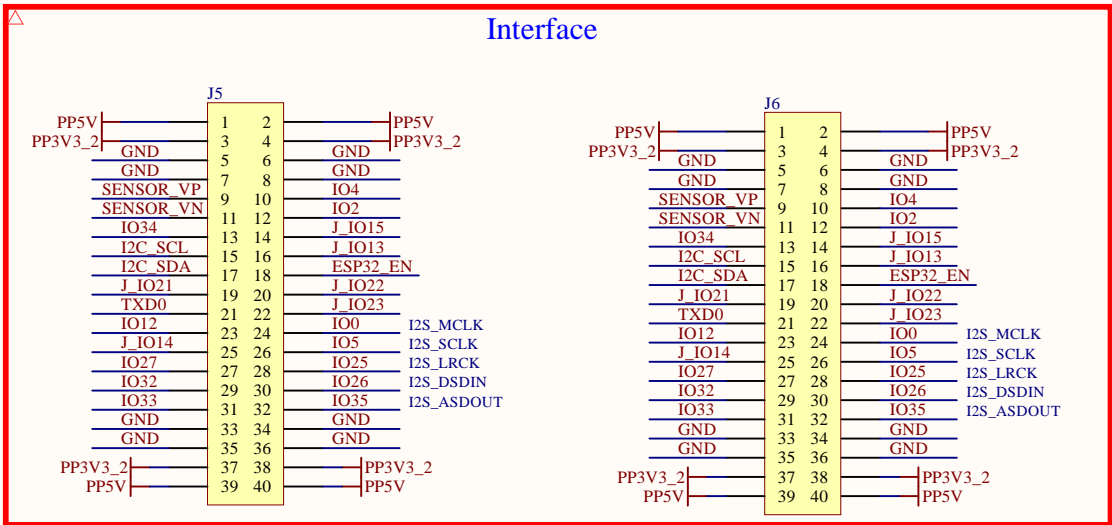 Interface
J5
PP5V 1 2 PP5V
PP3V3_2 3 4 PP3V3_2
GND 5 6 GND
GND 7 8 GND
SENSOR_VP 9 10 IO4
SENSOR_VN 11 12 IO2
IO34 13 14 J_IO15
I2C_SCL 15 16 J_IO13
I2C_SDA 17 18 ESP32_EN
J_IO21 19 20 J_IO22
TXD0 21 22 J_IO23
IO12 23 24 IO0 I2S_MCLK
J_IO14 25 26 IO5 I2S_SCLK
IO27 27 28 IO25 I2S_LRCK
IO32 29 30 IO26 I2S_DSDIN
IO33 31 32 IO35 I2S_ASDOUT
GND 33 34 GND
GND 35 36 GND
PP3V3_2 37 38 PP3V3_2
PP5V 39 40 PP5V
J6
PP5V 1 2 PP5V
PP3V3_2 3 4 PP3V3_2
GND 5 6 GND
GND 7 8 GND
SENSOR_VP 9 10 IO4
SENSOR_VN 11 12 IO2
IO34 13 14 J_IO15
I2C_SCL 15 16 J_IO13
I2C_SDA 17 18 ESP32_EN
J_IO21 19 20 J_IO22
TXD0 21 22 J_IO23
IO12 23 24 IO0 I2S_MCLK
J_IO14 25 26 IO5 I2S_SCLK
IO27 27 28 IO25 I2S_LRCK
IO32 29 30 IO26 I2S_DSDIN
IO33 31 32 IO35 I2S_ASDOUT
GND 33 34 GND
GND 35 36 GND
PP3V3_2 37 38 PP3V3_2
PP5V 39 40 PP5V